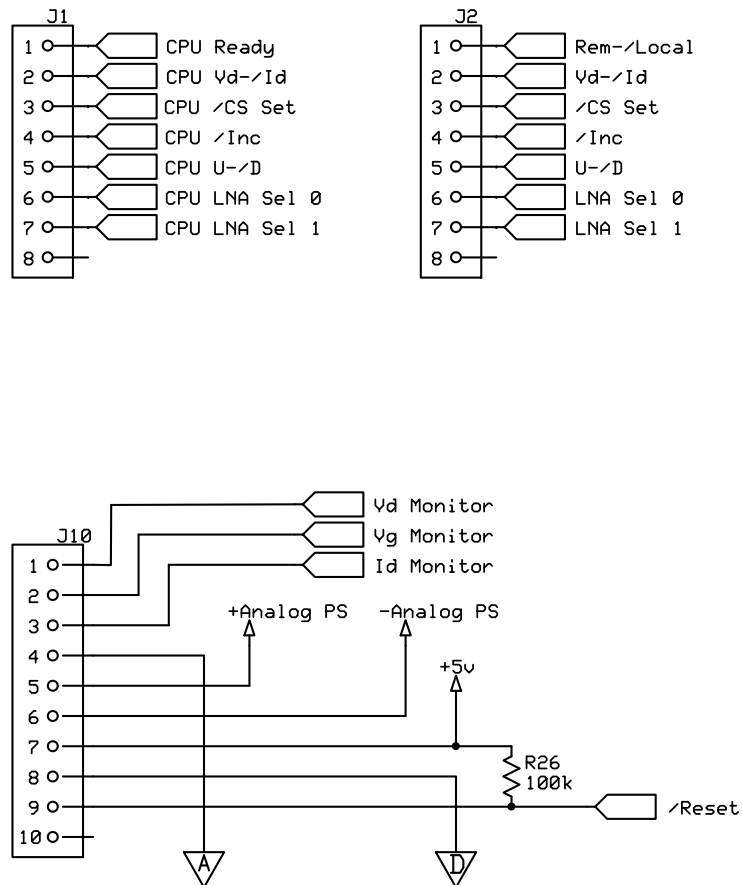 J1
1 CPU Ready
2 CPU Vd-/Id
3 CPU /CS Set
4 CPU /Inc
5 CPU U-/D
6 CPU LNA Sel 0
7 CPU LNA Sel 1
8
J2
1 Rem-/Local
2 Vd-/Id
3 /CS Set
4 /Inc
5 U-/D
6 LNA Sel 0
7 LNA Sel 1
8
J10
1
2
3
4
5
6
7
8
9
10
Vd Monitor
Vg Monitor
Id Monitor
+Analog PS
-Analog PS
+5v
R26
100k
/Reset
A
D